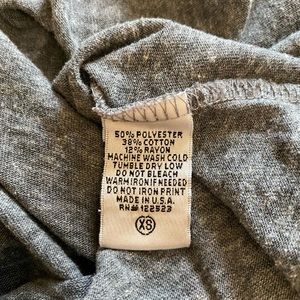 50% POLYESTER
38% COTTON
12% RAYON
MACHINE WASH COLD
TUMBLE DRY LOW
DO NOT BLEACH
WARM IRON IF NEEDED
DO NOT IRON PRINT
MADE IN U.S.A.
RN# 122523
XS